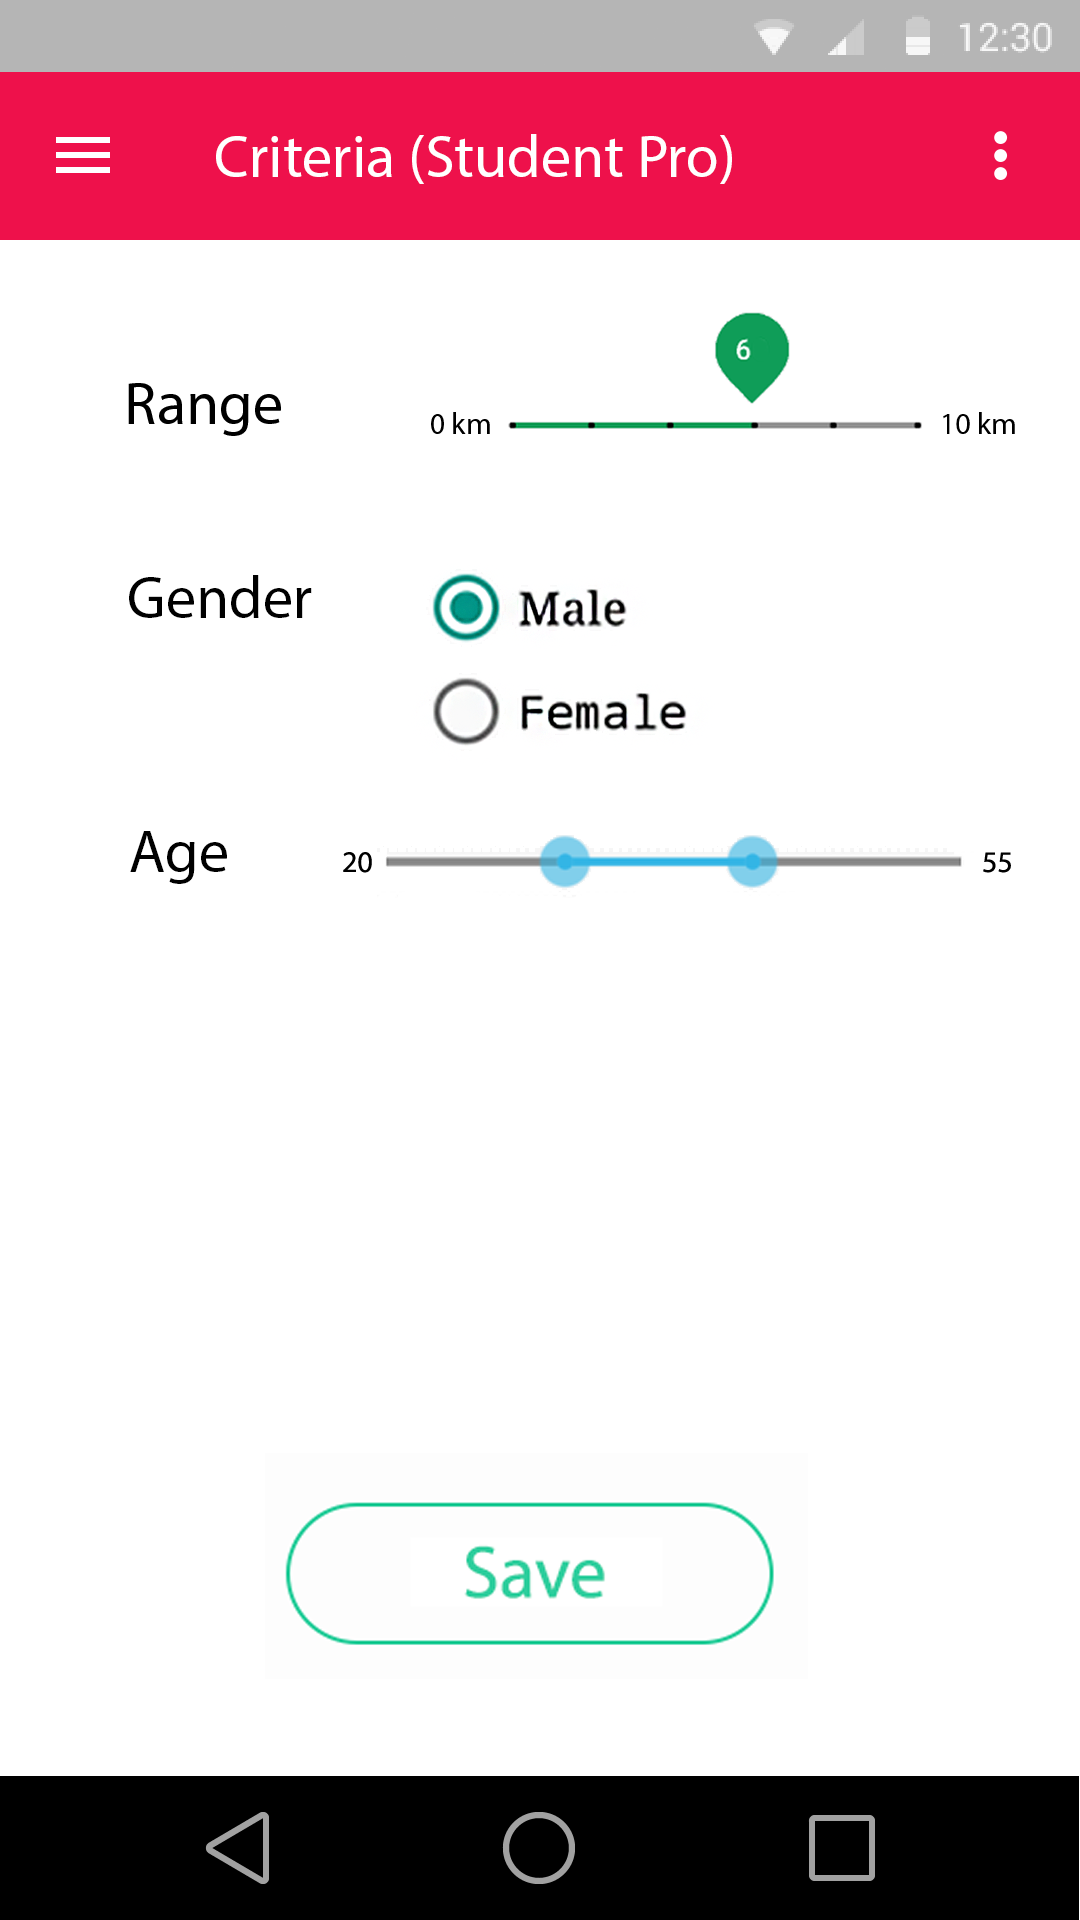 12:30
Criteria (Student Pro)
6
Range
0 km
10 km
Gender
Male
Female
Age
20
55
Save